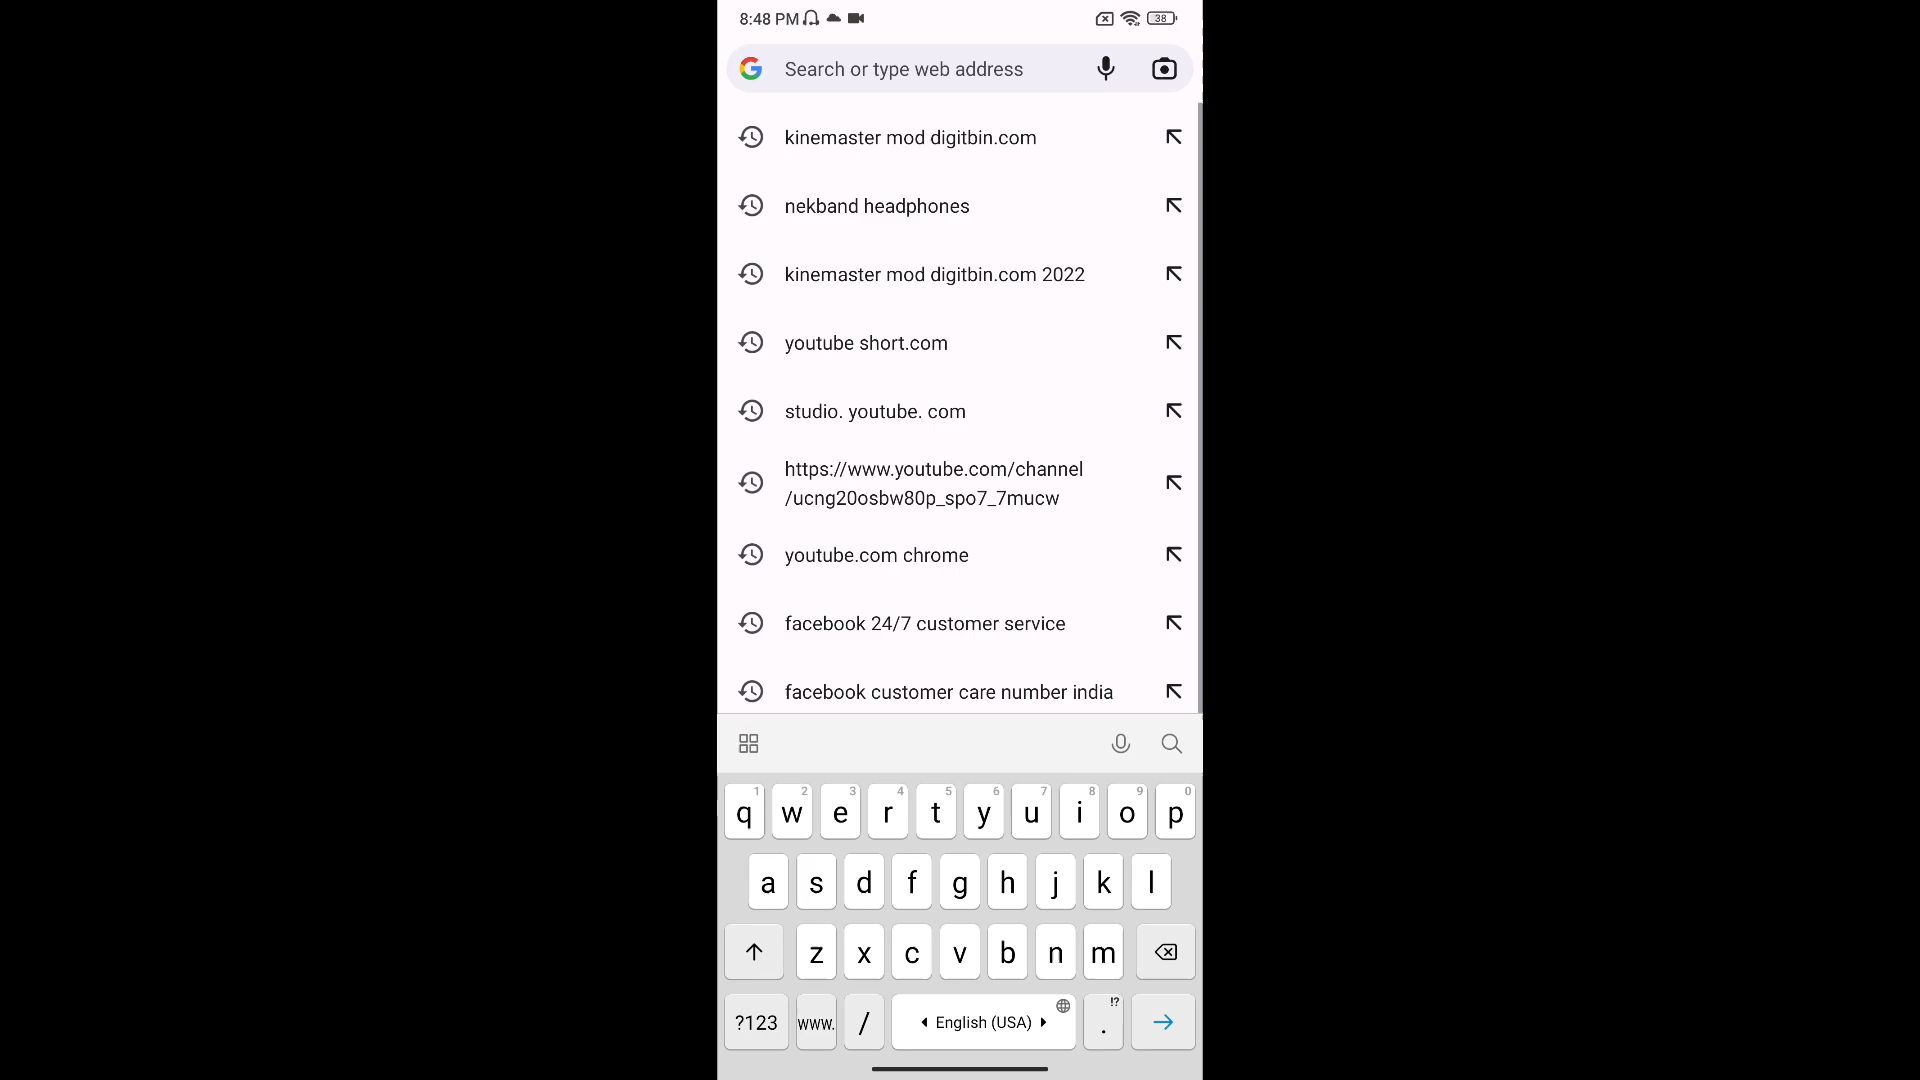 8:48 PM
38
Search or type web address
kinemaster mod digitbin.com
nekband headphones
kinemaster mod digitbin.com 2022
youtube short.com
studio. youtube. com
https://www.youtube.com/channel
/ucng20osbw80p_spo7_7mucw
youtube.com chrome
facebook 24/7 customer service
facebook customer care number india
1 2 3 4 5 6 7 8 9 0
q w e r t y u i o p
a s d f g h j k l
z x c v b n m
!?
?123 www. / English (USA) .